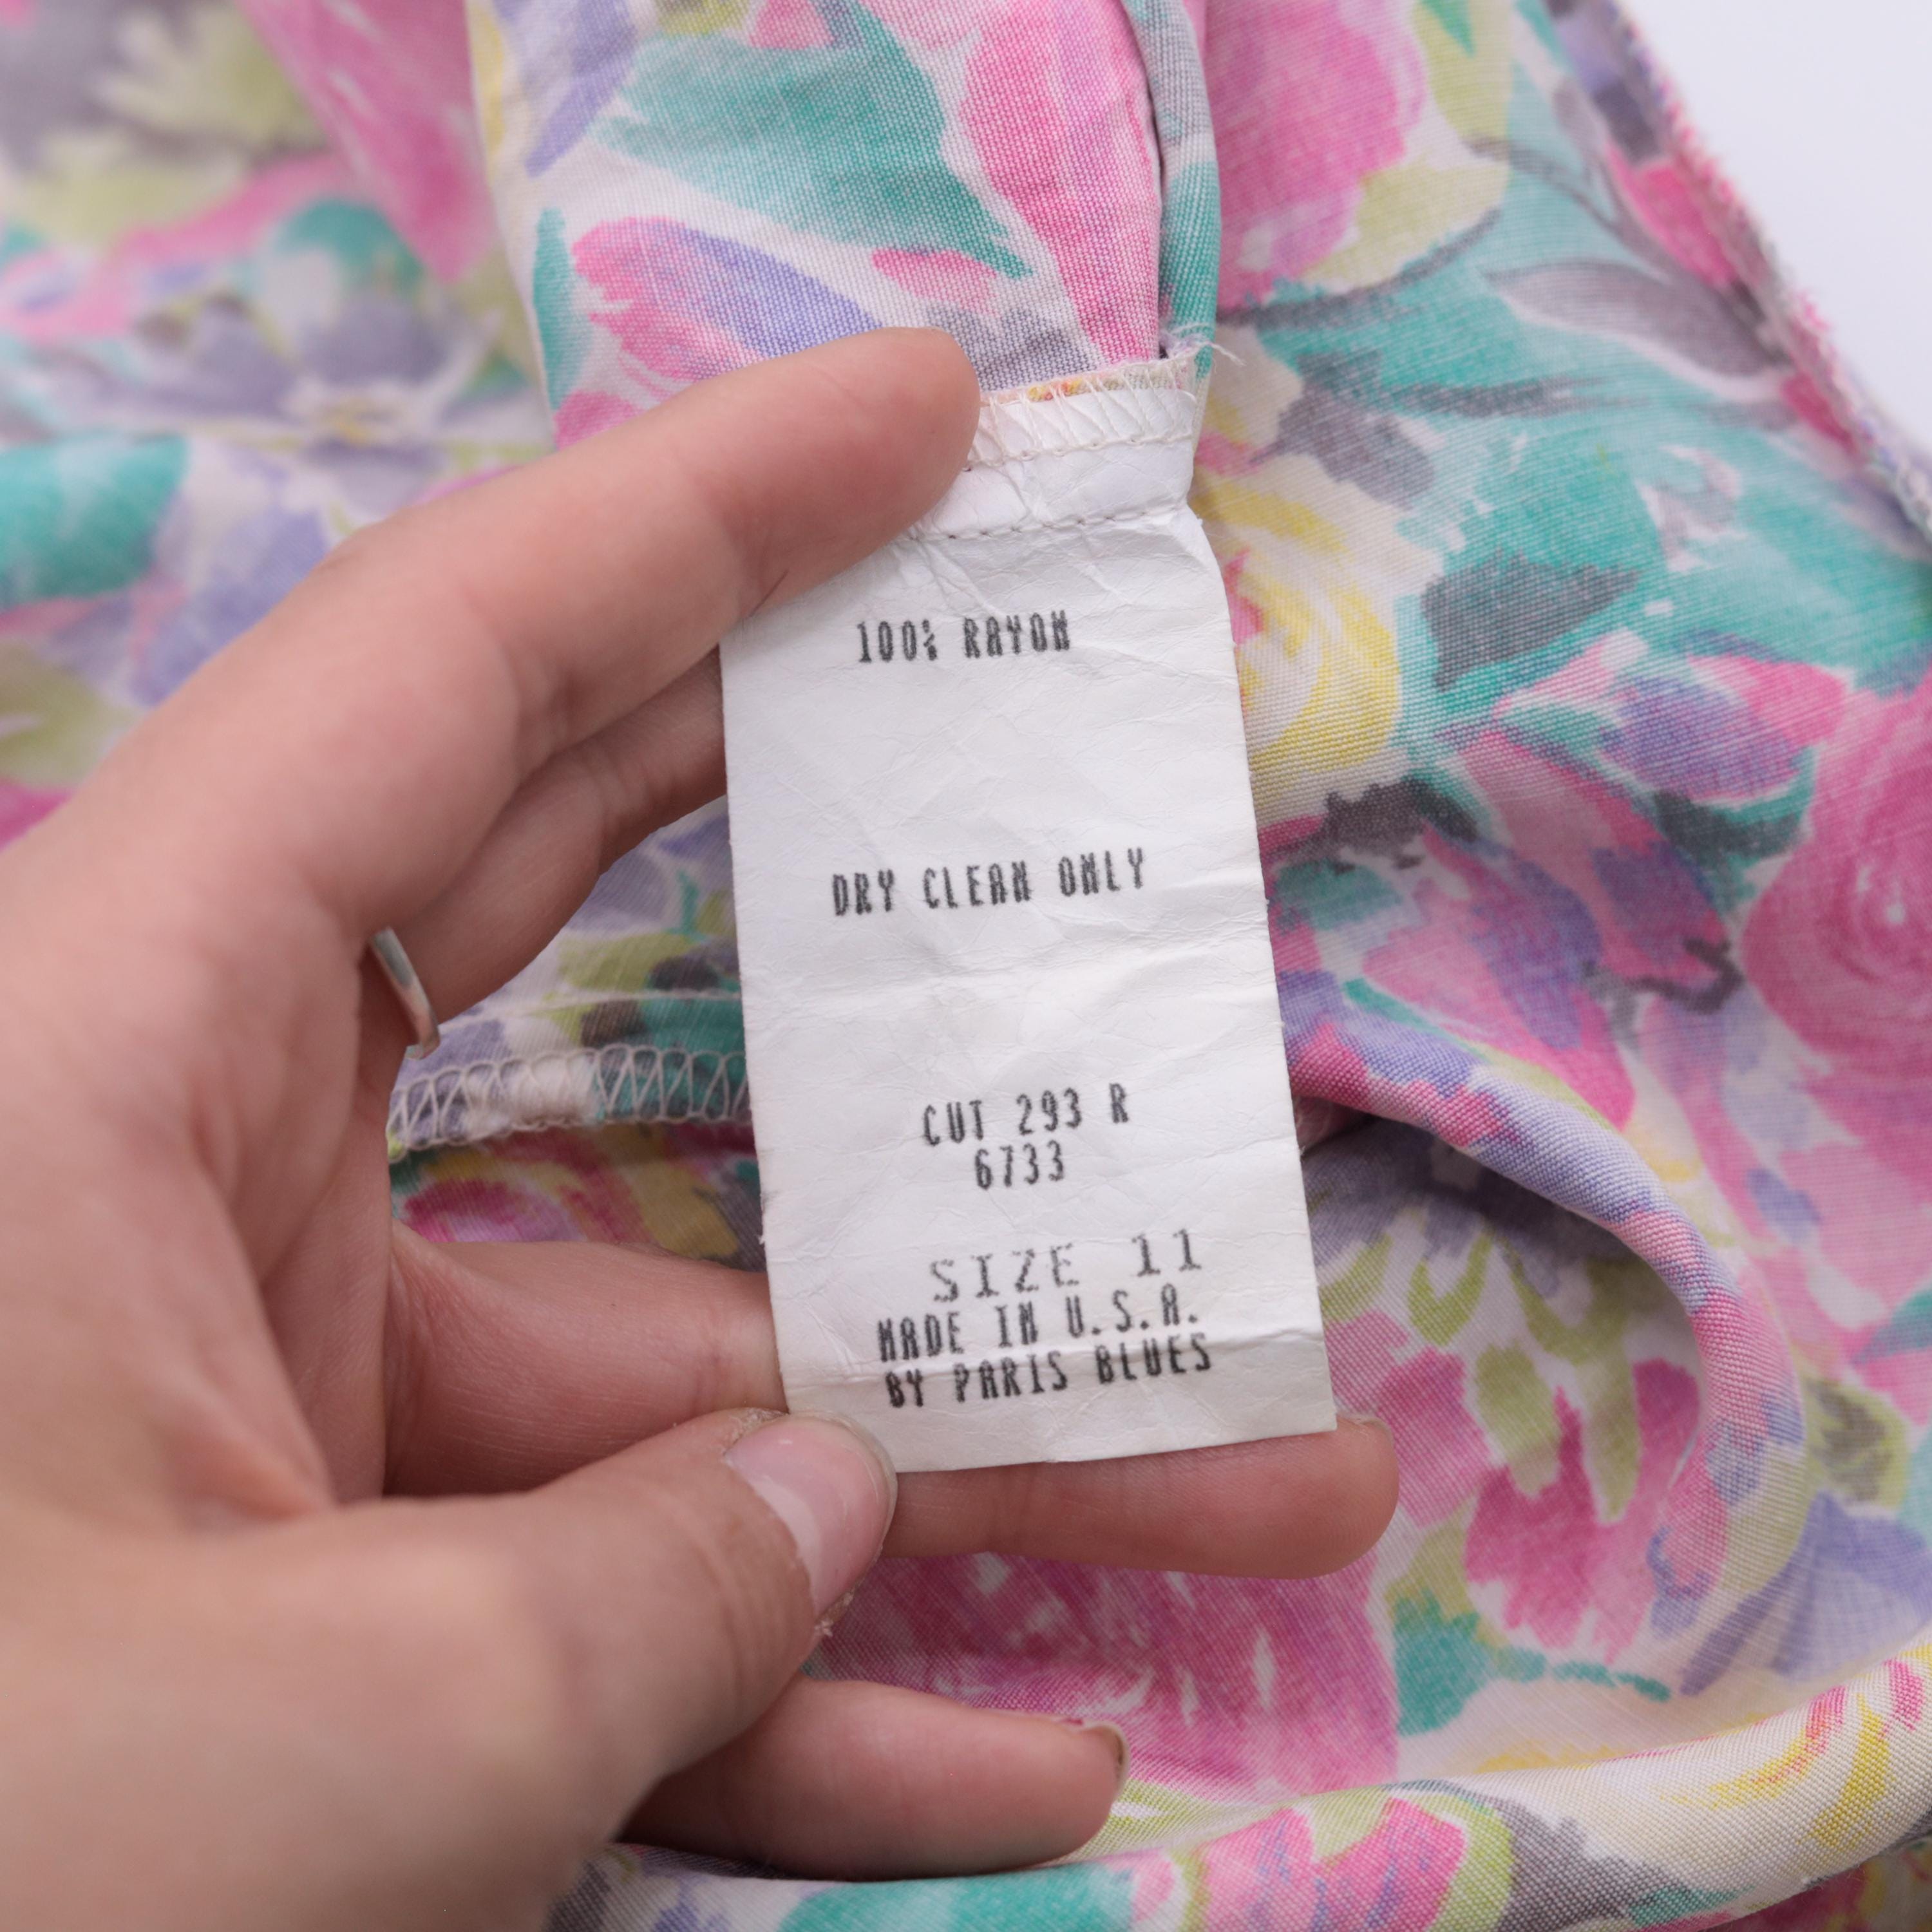 100% RAYON
DRY CLEAN ONLY
CUT 293 R
6733
SIZE 11
MADE IN U.S.A.
BY PARIS BLUES